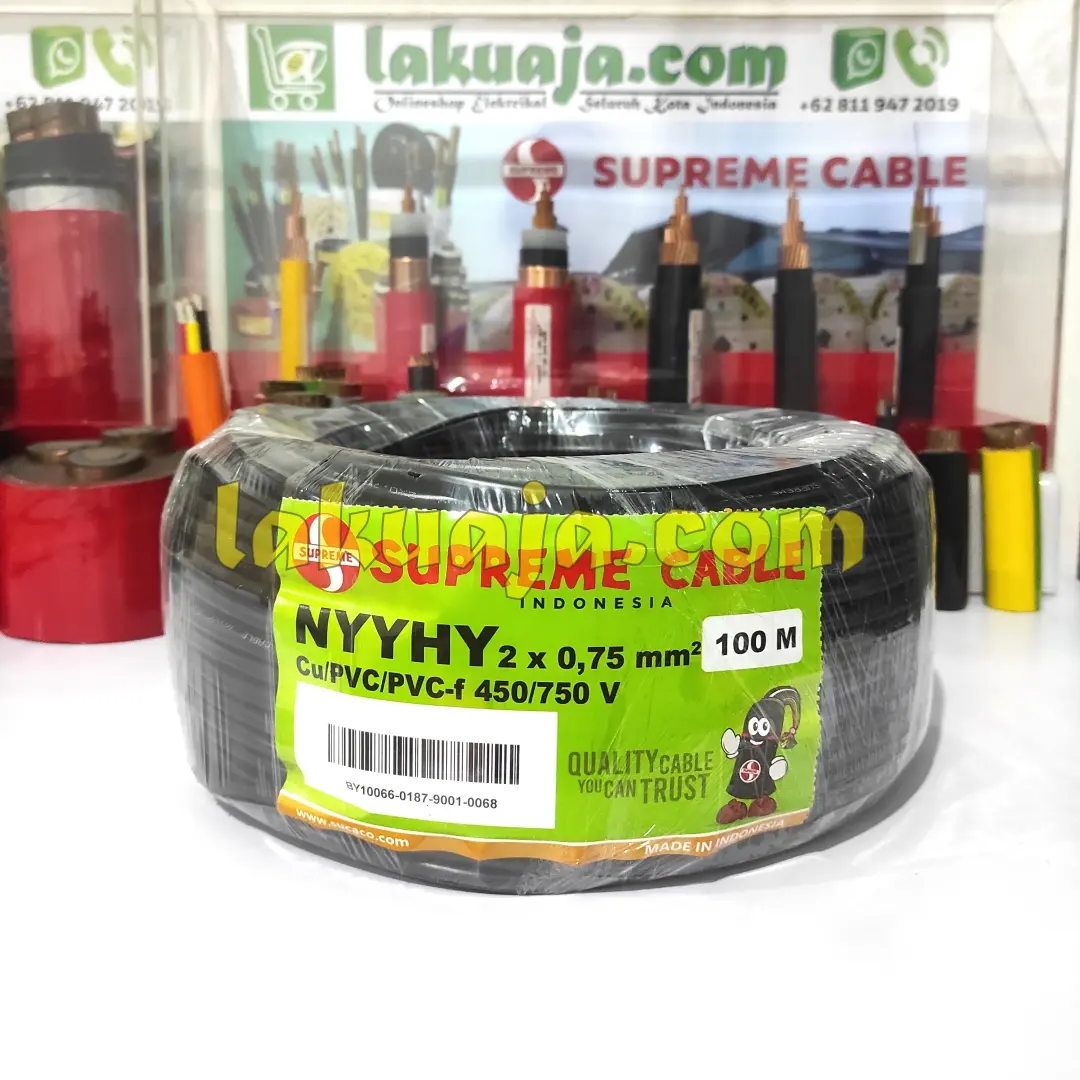 lakuaja.com
Onlineshop Elektrikal Seluruh Kota Indonesia
+62 811 947 2019
+62 811 947 2019
SUPREME CABLE
lakuaja.com
SUPREME
SUPREME CABLE
INDONESIA
NYYHY 2 x 0,75 mm² 100 M
Cu/PVC/PVC-f 450/750 V
BY10066-0187-9001-0068
QUALITY CABLE
YOU CAN TRUST
www.sucaco.com
MADE IN INDONESIA